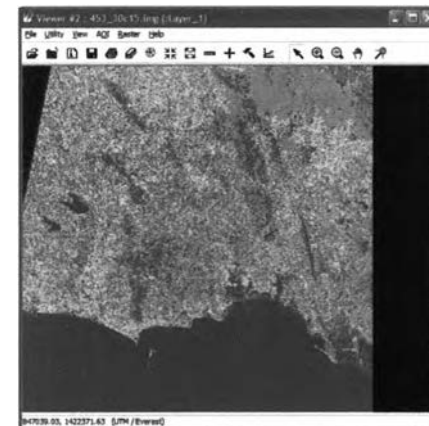 Viewer #2 : 453_30c15.img (:Layer_1)
File Utility View AOI Raster Help
847039.03, 1422371.63 (UTM / Everest)